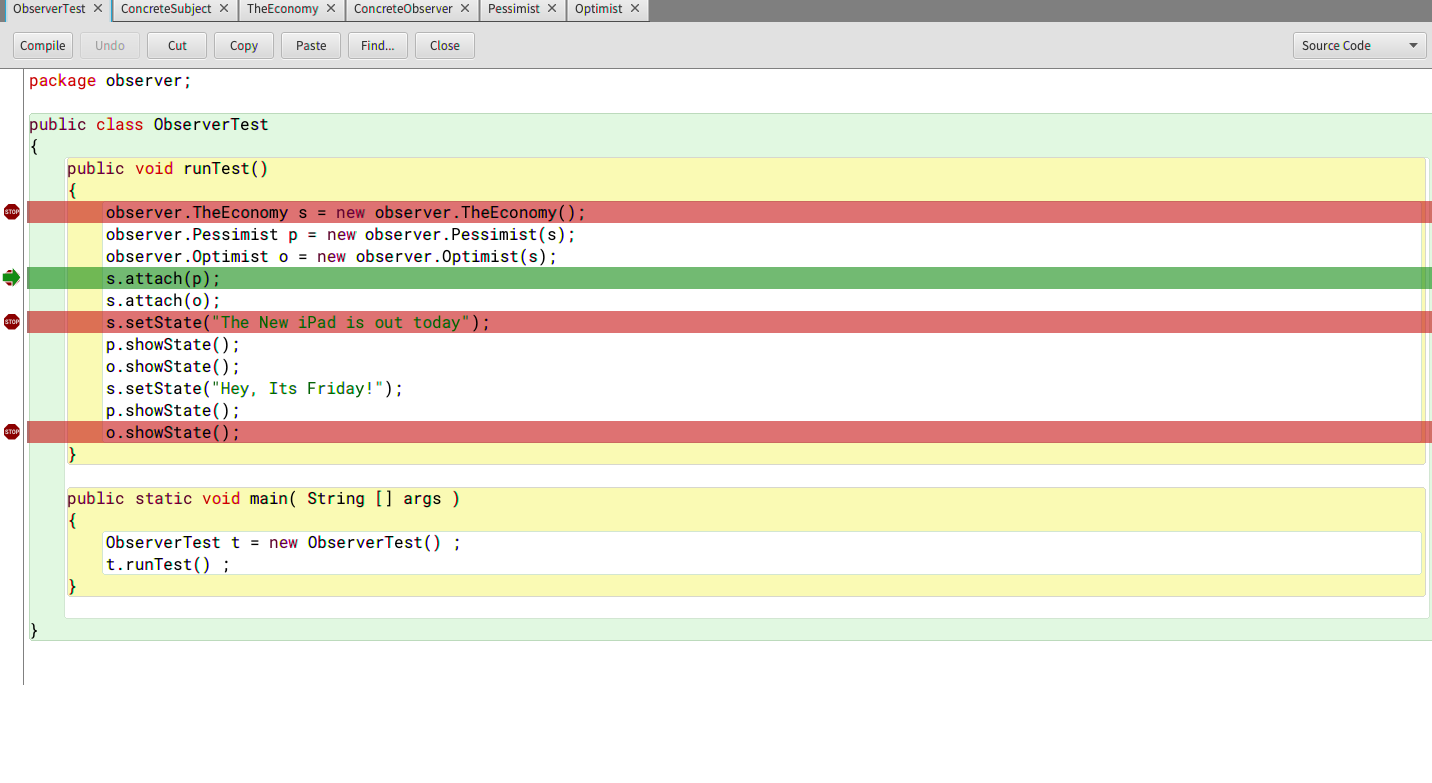 ObserverTest ConcreteSubject TheEconomy ConcreteObserver Pessimist Optimist
Compile Undo Cut Copy Paste Find... Close Source Code
package observer;
public class ObserverTest
{
public void runTest()
{
STOP observer.TheEconomy s = new observer.TheEconomy();
observer.Pessimist p = new observer.Pessimist(s);
observer.Optimist o = new observer.Optimist(s);
s.attach(p);
s.attach(o);
STOP s.setState("The New iPad is out today");
p.showState();
o.showState();
s.setState("Hey, Its Friday!");
p.showState();
STOP o.showState();
}
public static void main( String [] args )
{
ObserverTest t = new ObserverTest() ;
t.runTest() ;
}
}